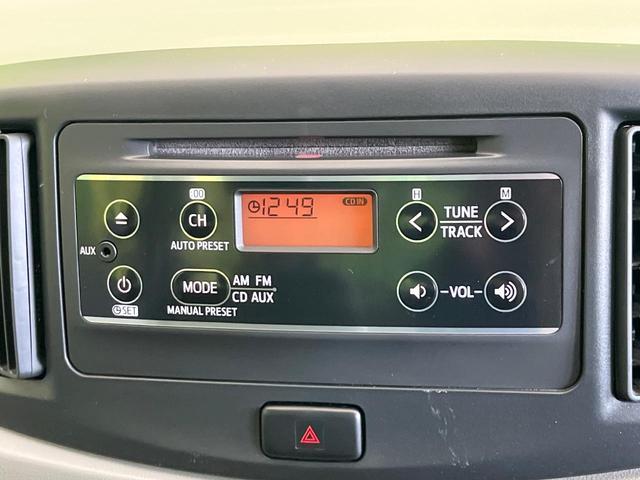 :00
H
M
12:49
CD IN
CH
TUNE
TRACK
AUTO PRESET
AUX
MODE
AM FM
CD AUX
-VOL-
SET
MANUAL PRESET